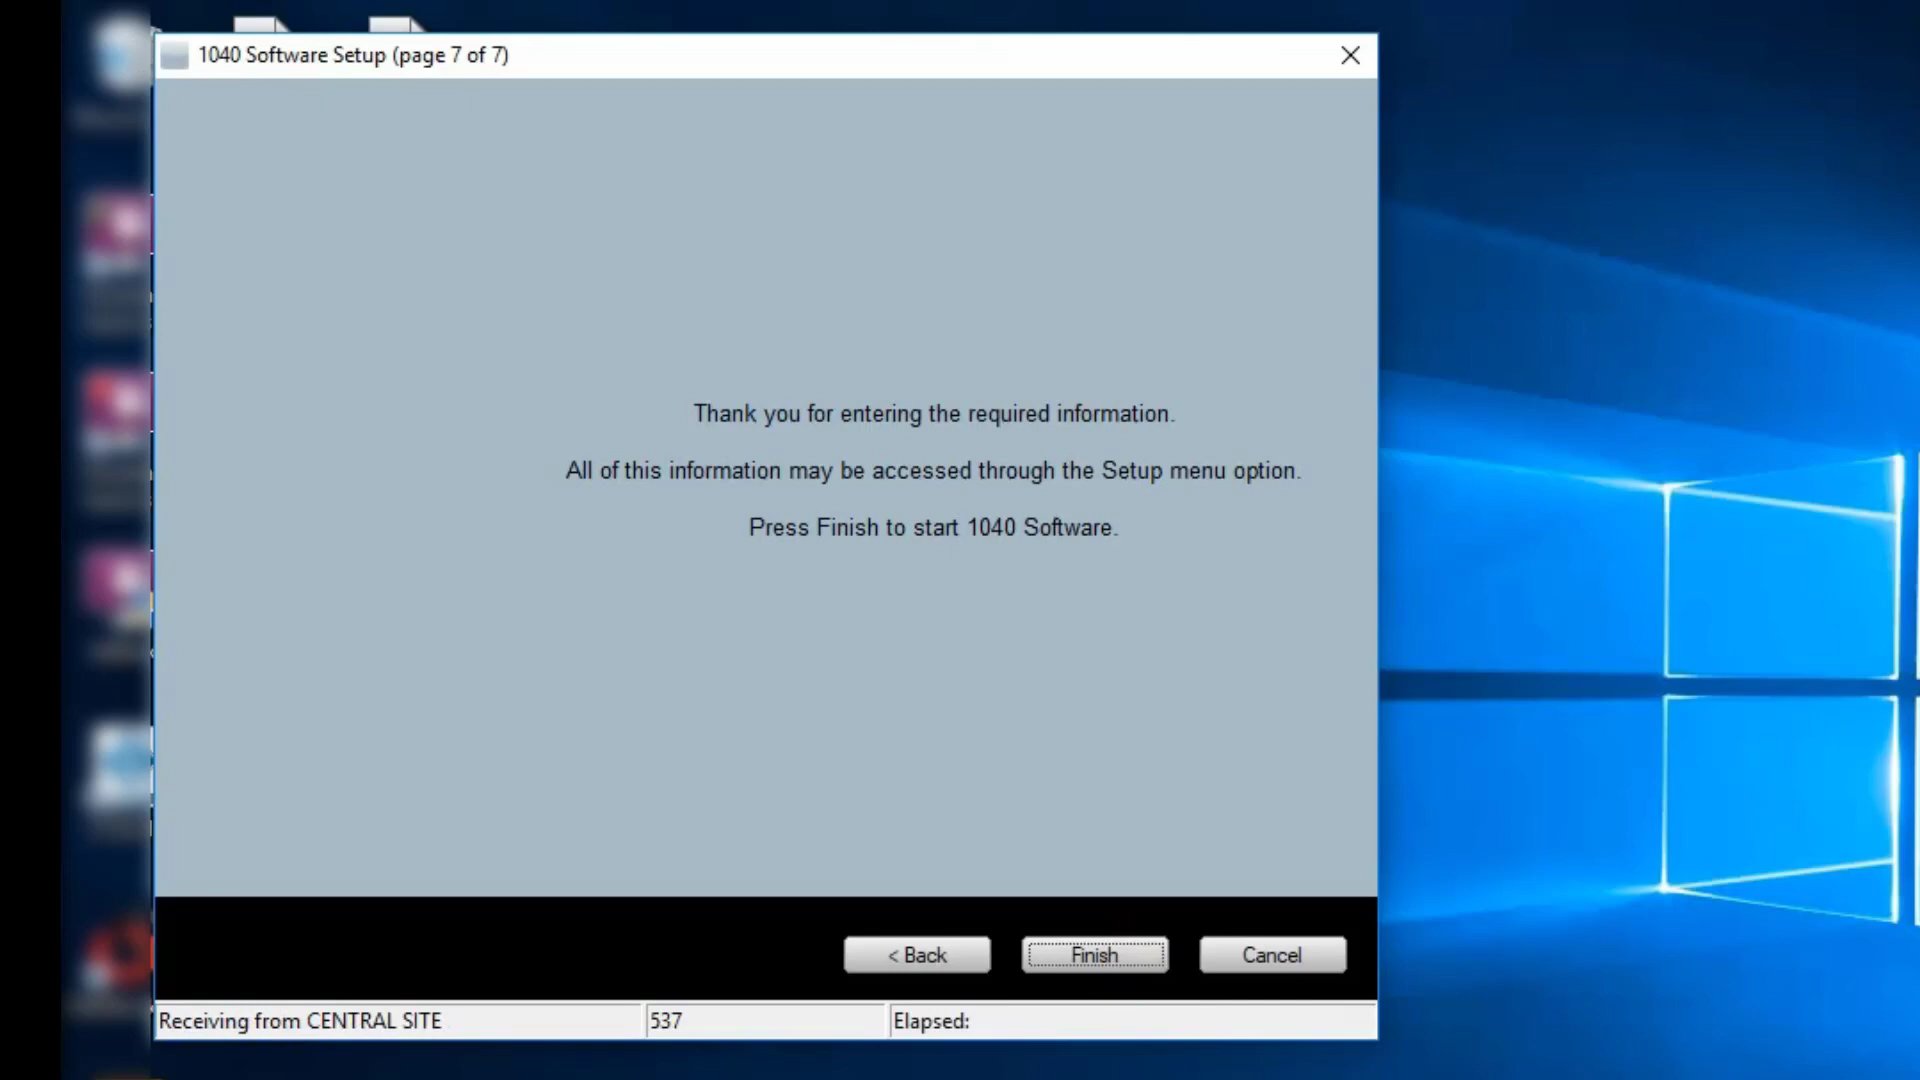 1040 Software Setup (page 7 of 7)
Thank you for entering the required information.
All of this information may be accessed through the Setup menu option.
Press Finish to start 1040 Software.
< Back
Finish
Cancel
Receiving from CENTRAL SITE
537
Elapsed: